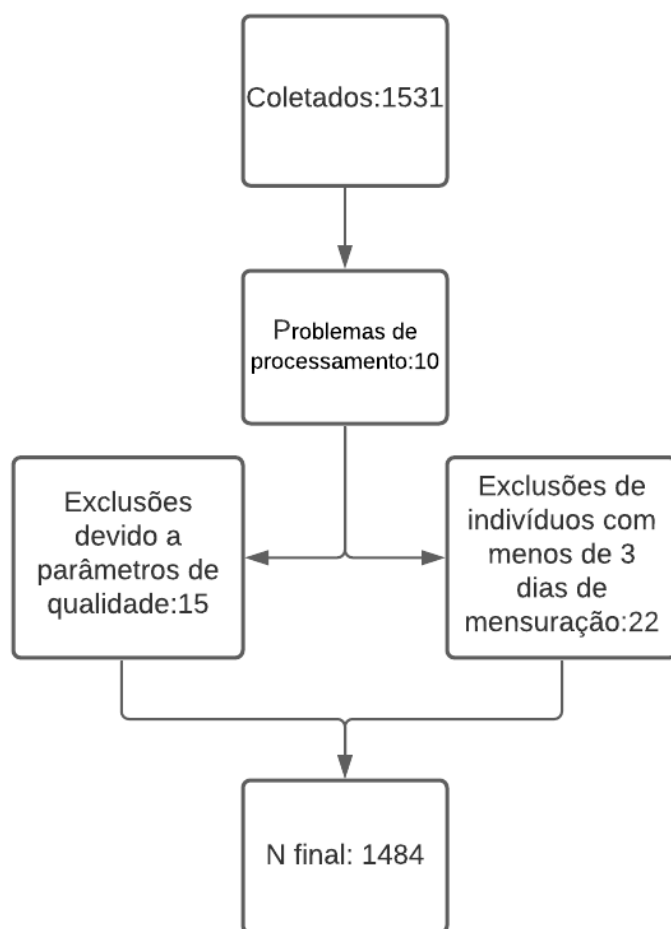 Coletados:1531
Problemas de
processamento:10
Exclusões
devido a
parâmetros de
qualidade:15
Exclusões de
indivíduos com
menos de 3
dias de
mensuração:22
N final: 1484